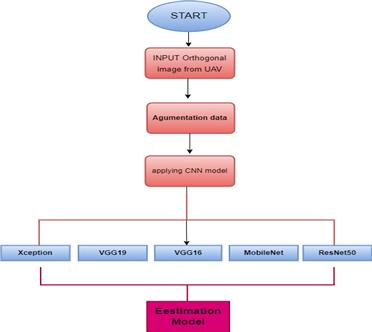 START
INPUT Orthogonal
image from UAV
Agumentation data
applying CNN model
Xception
VGG19
VGG16
MobileNet
ResNet50
Eestimation
Model